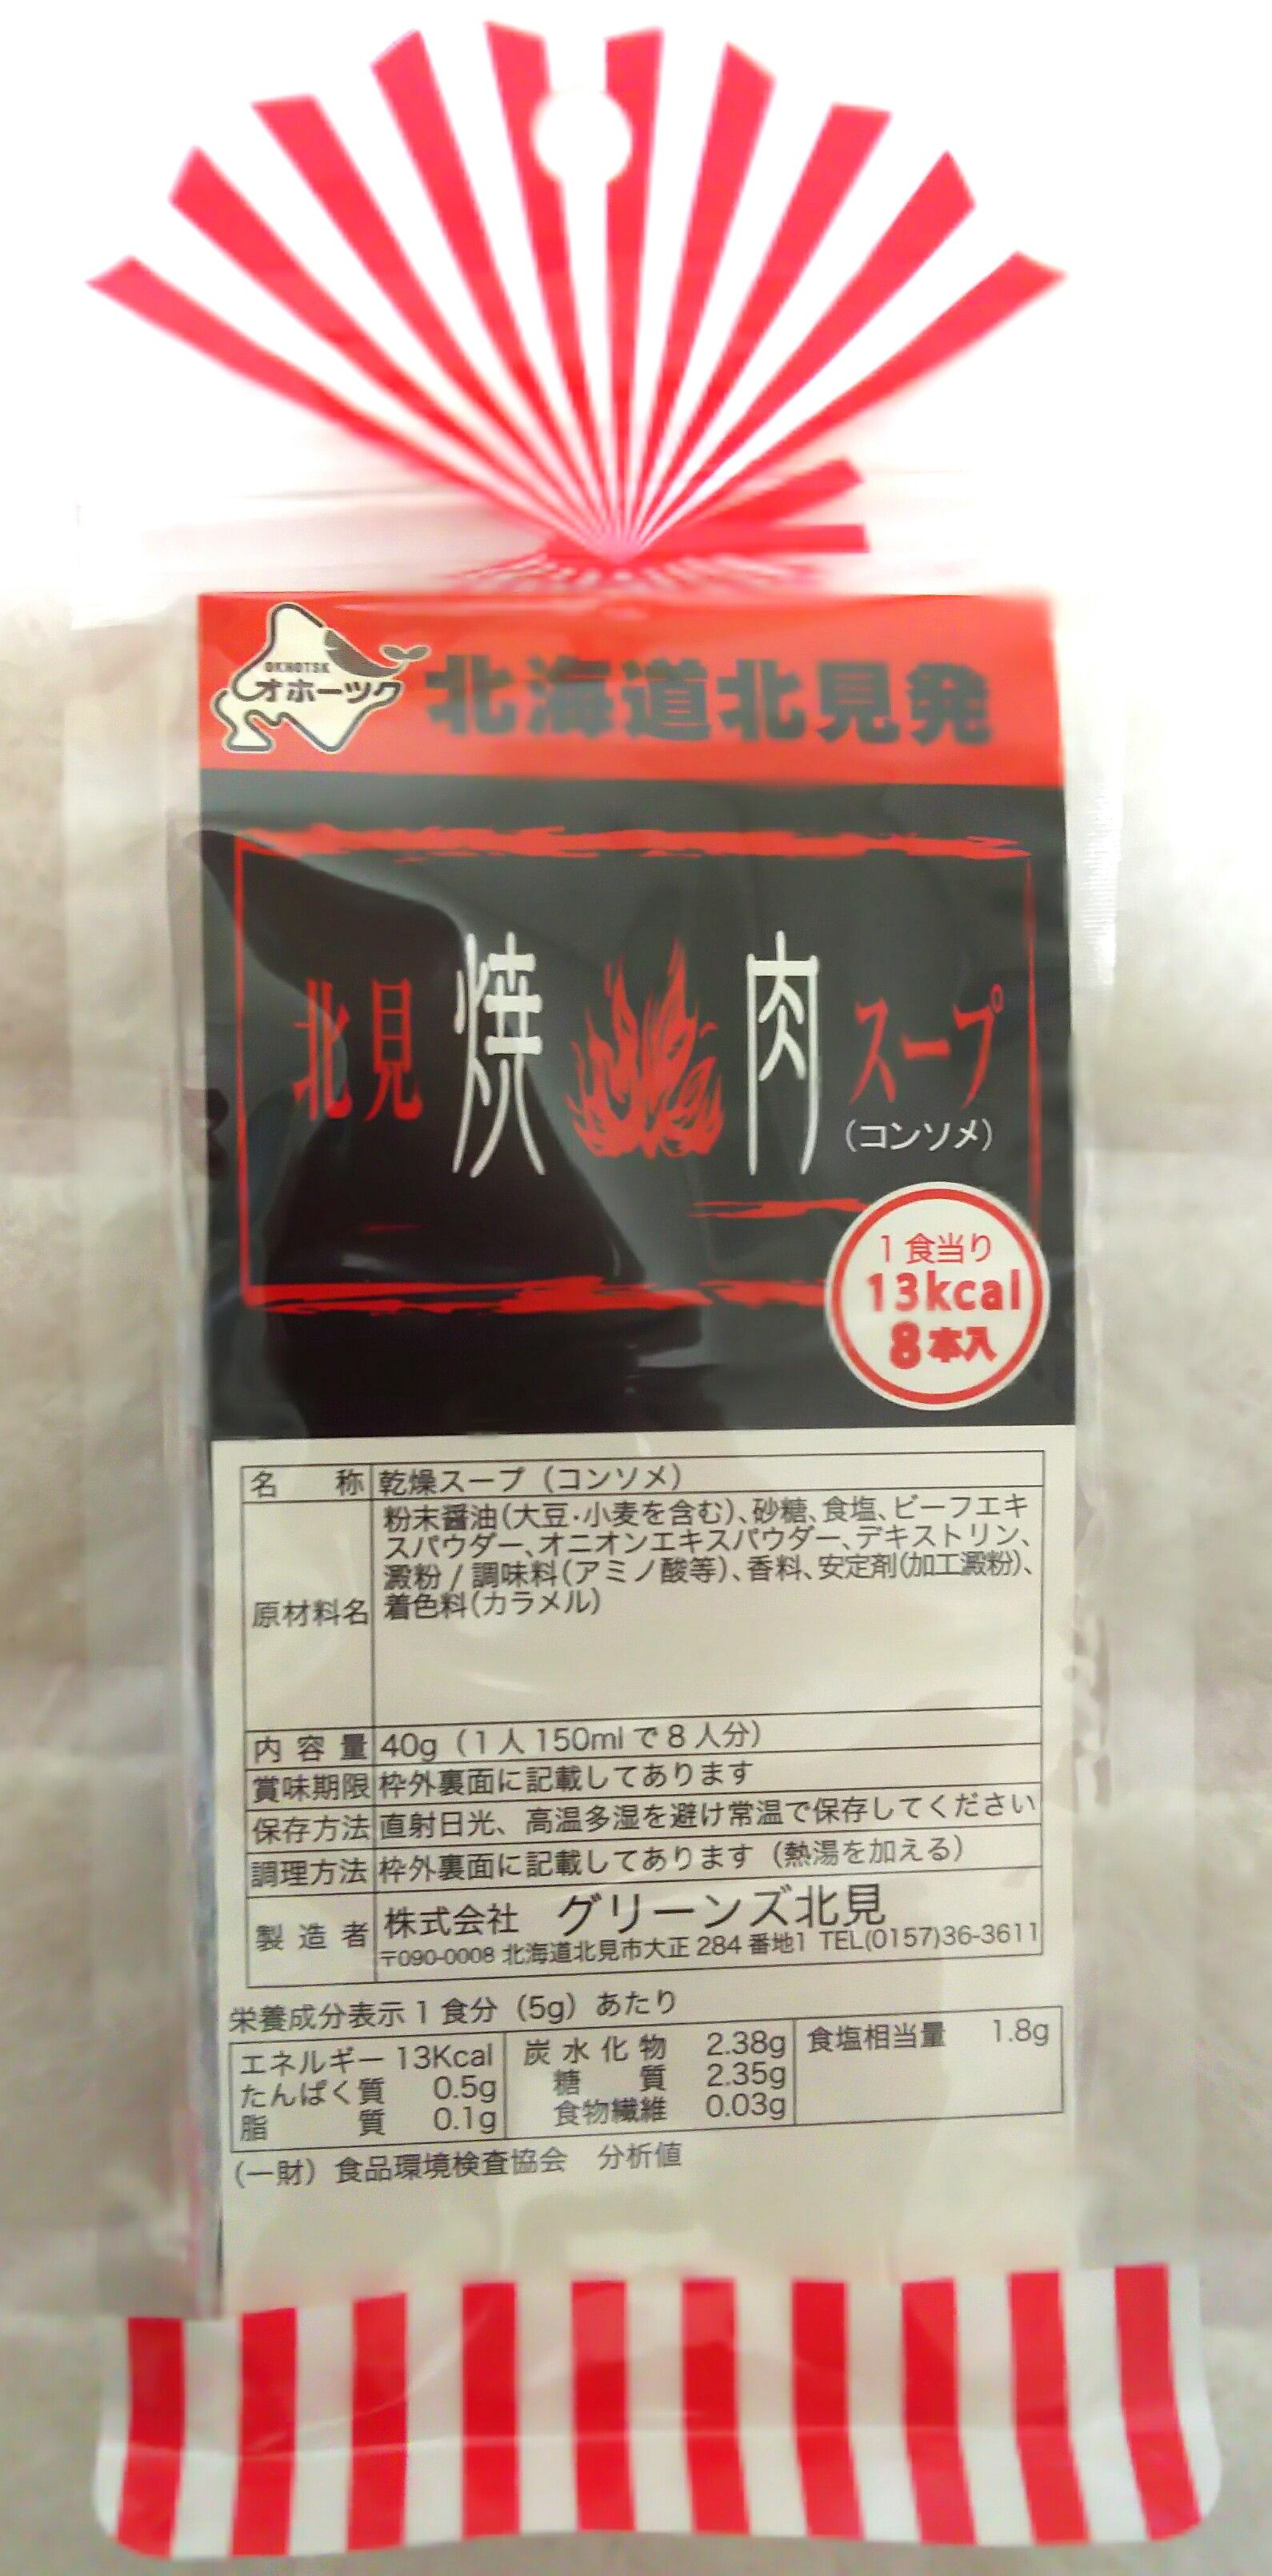 OKHOTSK
オホーツク
北海道北見発
北見焼肉スープ
(コンソメ)
1食当り
13kcal
8本入
名称 乾燥スープ（コンソメ）
原材料名 粉末醤油(大豆・小麦を含む)、砂糖、食塩、ビーフエキ
スパウダー、オニオンエキスパウダー、デキストリン、
澱粉 / 調味料(アミノ酸等)、香料、安定剤(加工澱粉)、
着色料(カラメル)
内容量 40g（1人150mlで8人分）
賞味期限 枠外裏面に記載してあります
保存方法 直射日光、高温多湿を避け常温で保存してください
調理方法 枠外裏面に記載してあります（熱湯を加える）
製造者 株式会社 グリーンズ北見
〒090-0008 北海道北見市大正284番地1 TEL(0157)36-3611
栄養成分表示1食分（5g）あたり
エネルギー 13Kcal 炭水化物 2.38g 食塩相当量 1.8g
たんぱく質 0.5g 糖質 2.35g
脂質 0.1g 食物繊維 0.03g
(一財) 食品環境検査協会 分析値